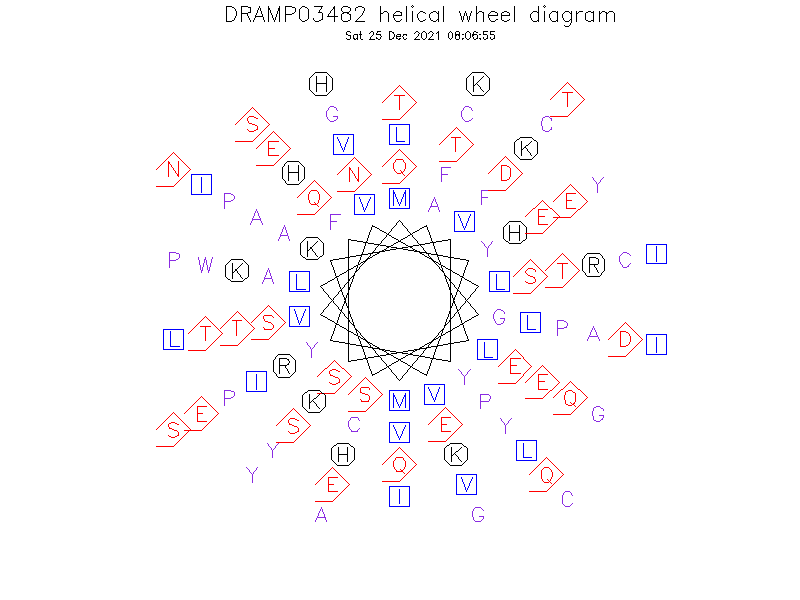 DRAMP03482 helical wheel diagram
Sat 25 Dec 2021 08:06:55
H K
T T
G C
S C
L
E V T K
N H N Q F D
I Y
P Q V M A F E
A F V E
A H
K Y I
P W K A L L S T R C
L T T S V G L P A D I
Y L
R E
I S Y E
P K S M V P Q
E G
S S C V E Y
Y H K L
Q
Y Q
E V
I C
A G